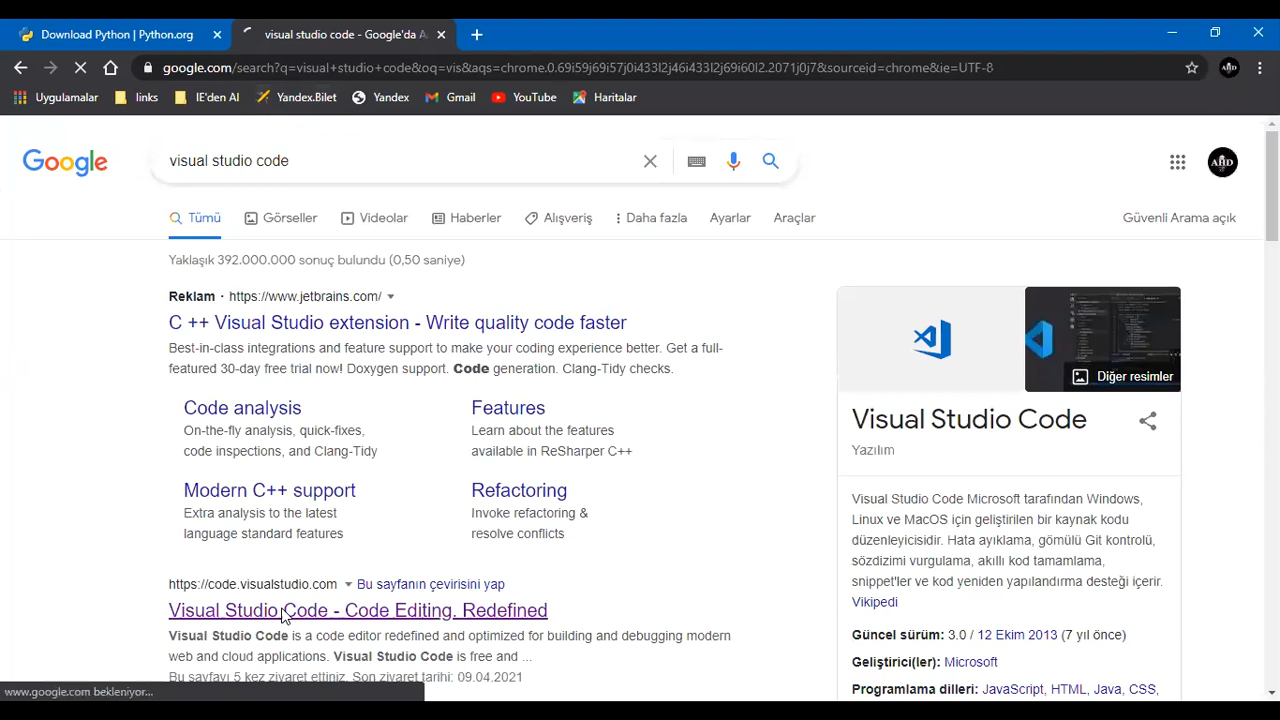 Download Python | Python.org
visual studio code - Google'da A
google.com/search?q=visual+studio+code&oq=vis&aqs=chrome.0.69i59j69i57j0i433l2j46i433l2j69i60l2.2071j0j7&sourceid=chrome&ie=UTF-8
Uygulamalar
links
IE'den Al
Yandex.Bilet
Yandex
Gmail
YouTube
Haritalar
Google
visual studio code
AHD
Tümü
Görseller
Videolar
Haberler
Alışveriş
Daha fazla
Ayarlar
Araçlar
Güvenli Arama açık
Yaklaşık 392.000.000 sonuç bulundu (0,50 saniye)
Reklam · https://www.jetbrains.com/
C ++ Visual Studio extension - Write quality code faster
Best-in-class integrations and feature support to make your coding experience better. Get a full-
featured 30-day free trial now! Doxygen support. Code generation. Clang-Tidy checks.
Code analysis
On-the-fly analysis, quick-fixes,
code inspections, and Clang-Tidy
Features
Learn about the features
available in ReSharper C++
Modern C++ support
Extra analysis to the latest
language standard features
Refactoring
Invoke refactoring &
resolve conflicts
https://code.visualstudio.com
Bu sayfanın çevirisini yap
Visual Studio Code - Code Editing. Redefined
Visual Studio Code is a code editor redefined and optimized for building and debugging modern
web and cloud applications. Visual Studio Code is free and ...
Bu sayfayı 5 kez ziyaret ettiniz. Son ziyaret tarihi: 09.04.2021
Diğer resimler
Visual Studio Code
Yazılım
Visual Studio Code Microsoft tarafından Windows,
Linux ve MacOS için geliştirilen bir kaynak kodu
düzenleyicisidir. Hata ayıklama, gömülü Git kontrolü,
sözdizimi vurgulama, akıllı kod tamamlama,
snippet'ler ve kod yeniden yapılandırma desteği içerir.
Vikipedi
Güncel sürüm: 3.0 / 12 Ekim 2013 (7 yıl önce)
Geliştirici(ler): Microsoft
Programlama dilleri: JavaScript, HTML, Java, CSS,
www.google.com bekleniyor...